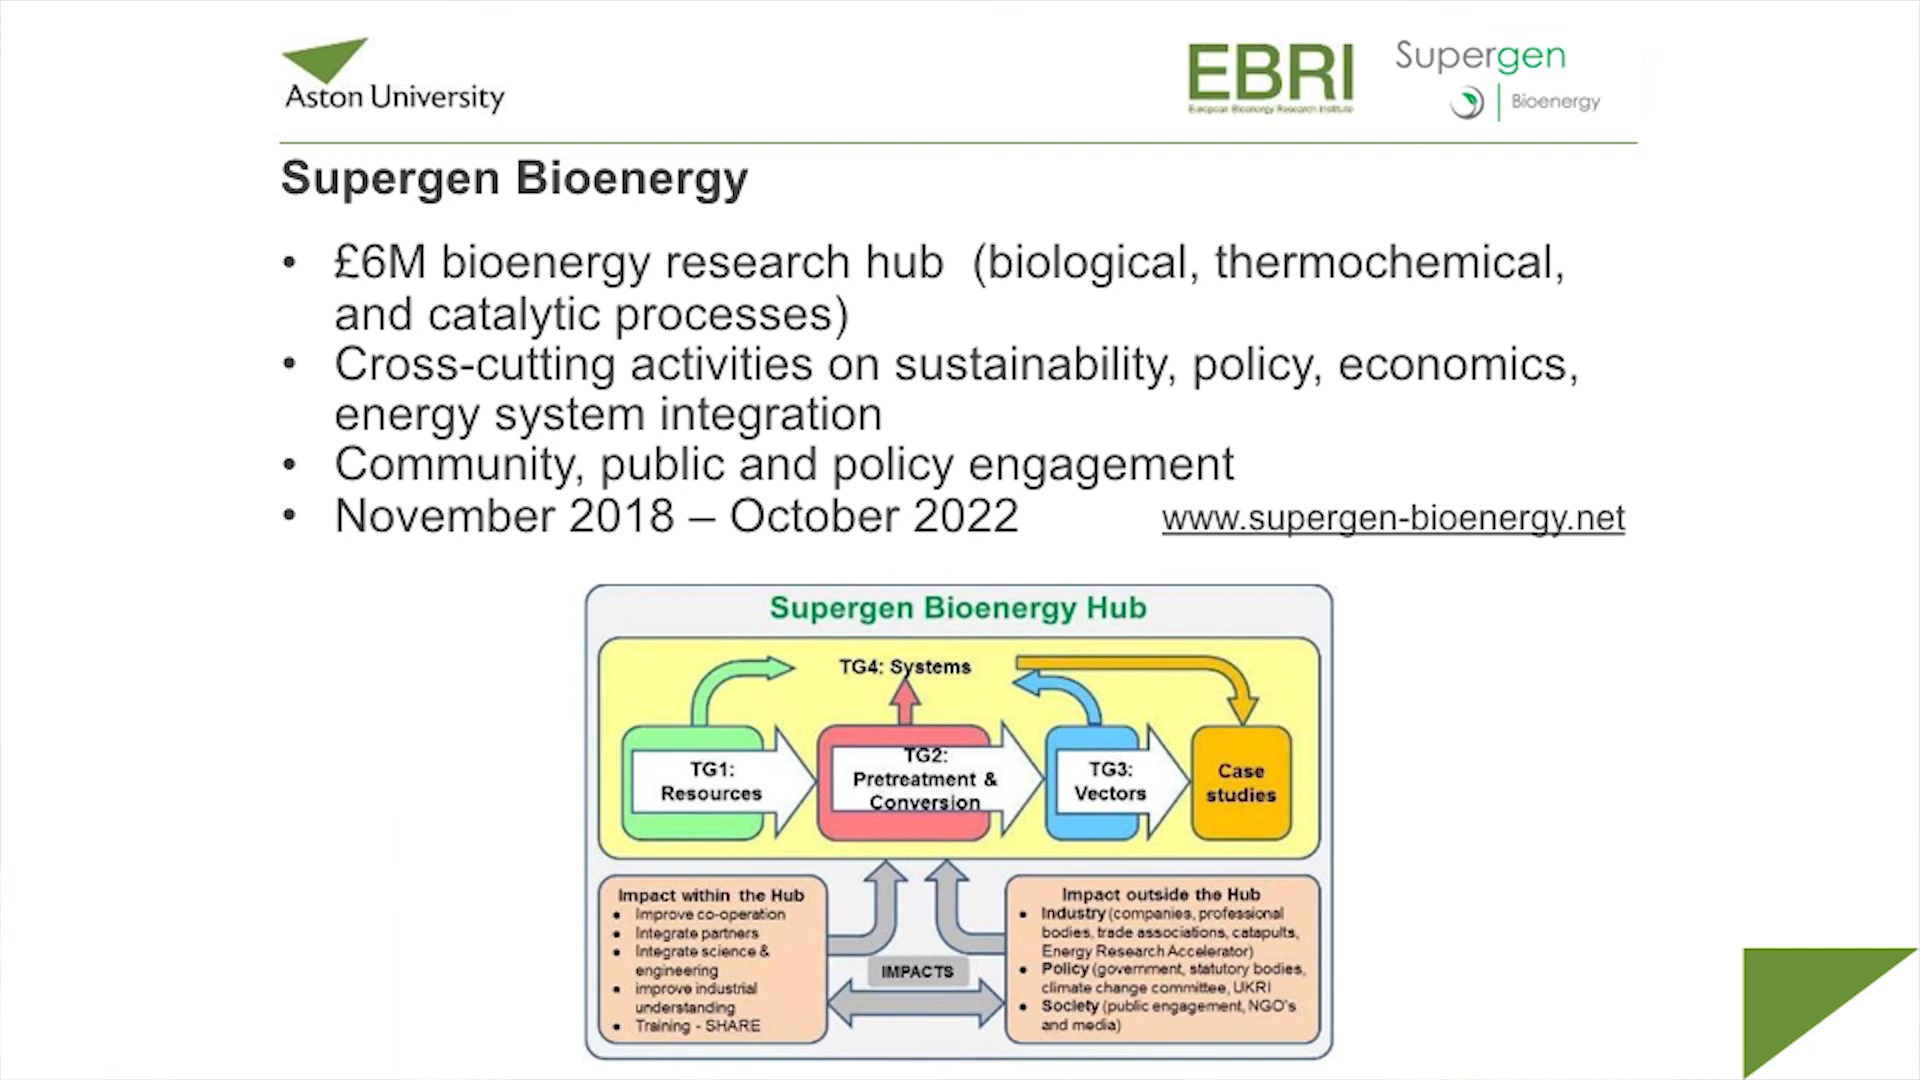 Aston University
EBRI
European Bioenergy Research Institute
Supergen
Bioenergy
Supergen Bioenergy
• £6M bioenergy research hub (biological, thermochemical,
and catalytic processes)
• Cross-cutting activities on sustainability, policy, economics,
energy system integration
• Community, public and policy engagement
• November 2018 – October 2022
www.supergen-bioenergy.net
Supergen Bioenergy Hub
TG4: Systems
TG1:
Resources
TG2:
Pretreatment &
Conversion
TG3:
Vectors
Case
studies
Impact within the Hub
• Improve co-operation
• Integrate partners
• Integrate science &
engineering
• improve industrial
understanding
• Training - SHARE
IMPACTS
Impact outside the Hub
• Industry (companies, professional
bodies, trade associations, catapults,
Energy Research Accelerator)
• Policy (government, statutory bodies,
climate change committee, UKRI
• Society (public engagement, NGO's
and media)